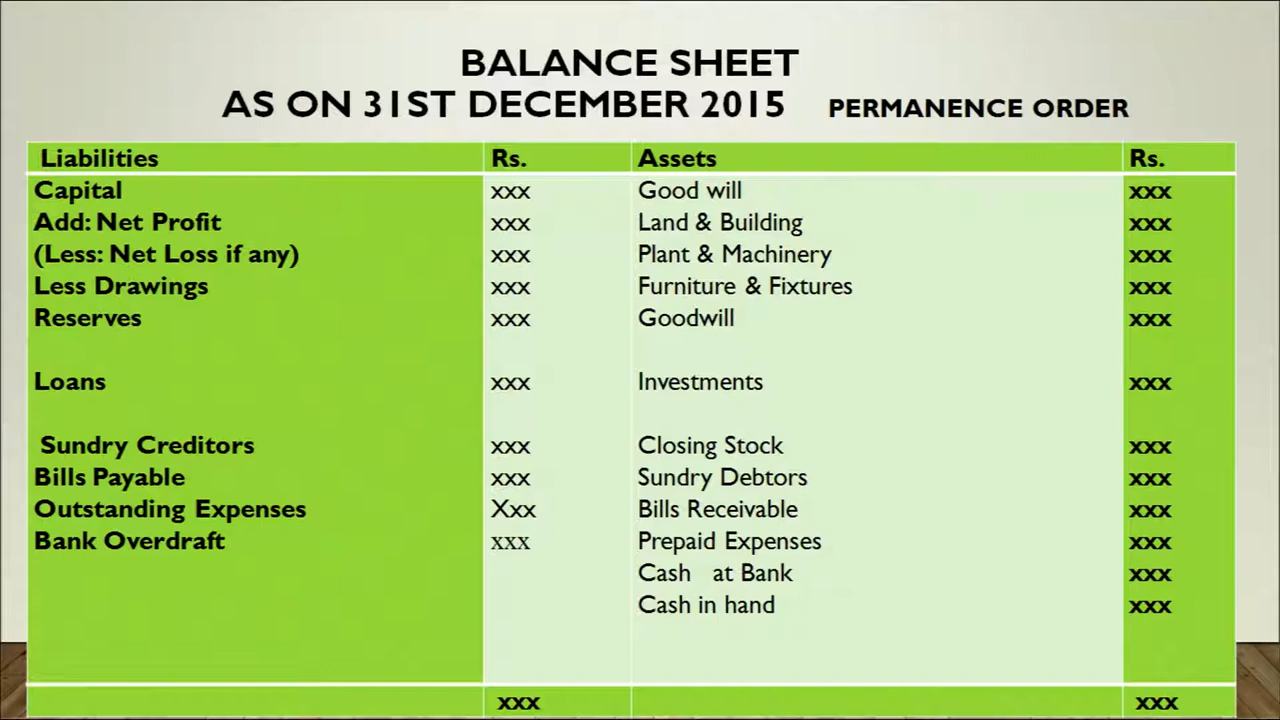 BALANCE SHEET
AS ON 31ST DECEMBER 2015 PERMANENCE ORDER
Liabilities Rs. Assets Rs.
Capital xxx Good will xxx
Add: Net Profit xxx Land & Building xxx
(Less: Net Loss if any) xxx Plant & Machinery xxx
Less Drawings xxx Furniture & Fixtures xxx
Reserves xxx Goodwill xxx
Loans xxx Investments xxx
Sundry Creditors xxx Closing Stock xxx
Bills Payable xxx Sundry Debtors xxx
Outstanding Expenses Xxx Bills Receivable xxx
Bank Overdraft xxx Prepaid Expenses xxx
Cash at Bank xxx
Cash in hand xxx
xxx xxx